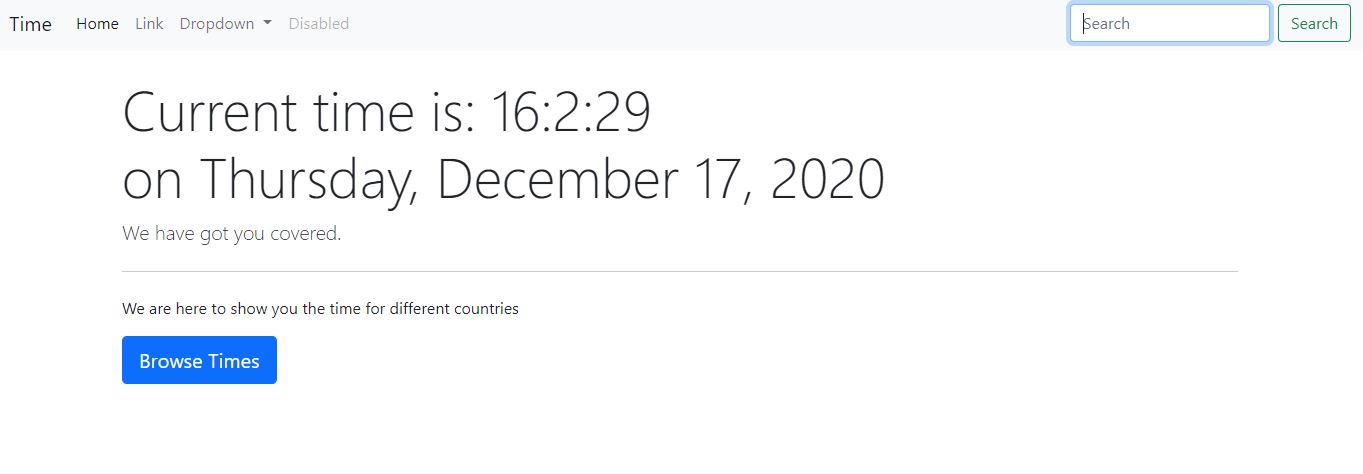 Time Home Link Dropdown Disabled Search Search
Current time is: 16:2:29
on Thursday, December 17, 2020
We have got you covered.
We are here to show you the time for different countries
Browse Times